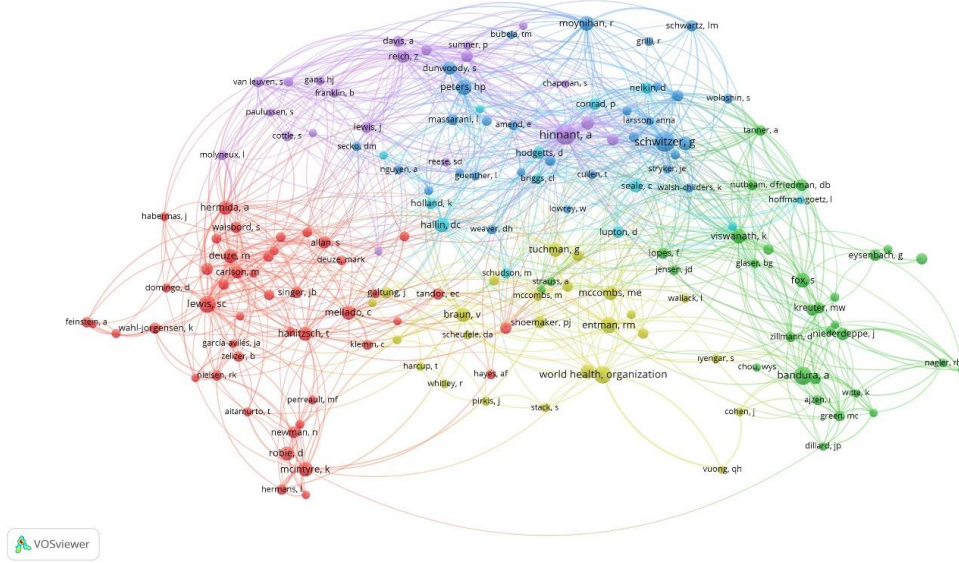 moynihan, r
schwartz, lm
bubela, tm
davis, a
sumner, p
grilli, r
reich, z
dunwoody, s
van leuven, s
gans, hj
peters, hp
chapman, s
nelkin, d
franklin, b
woloshin, s
conrad, p
paulussen, s
massarani, l
amend, e
larsson, anna
lewis, j
tanner, a
cottle, s
hinnant, a
schwitzer, g
secko, dm
hodgetts, d
molyneux, l
reese, sd
nguyen, a
cullen, t
stryker, je
guenther, l
briggs, cl
seale, c
walsh-childers, k
nutbeam, d
friedman, db
hoffman-goetz, l
holland, k
hermida, a
lowrey, w
habermas, j
hallin, dc
waisbord, s
weaver, dh
lupton, d
viswanath, k
allan, s
tuchman, g
deuze, m
deuze, mark
lopes, f
eysenbach, g
glaser, bg
carlson, m
schudson, m
jensen, jd
domingo, d
strauss, a
fox, s
singer, jb
galtung, j
tandoc, ec
mccombs, m
mccombs, me
wallack, l
lewis, sc
kreuter, mw
mellado, c
braun, v
feinstein, a
wahl-jorgensen, k
shoemaker, pj
entman, rm
hanitzsch, t
scheufele, da
zillmann, d
niederdeppe, j
garcía-avilés, ja
klemm, c
zelizer, b
iyengar, s
nagler, rh
harcup, t
chou, wys
nielsen, rk
hayes, af
world health, organization
bandura, a
whitley, r
witte, k
perreault, mf
pirkis, j
ajzen, i
aitamurto, t
stack, s
cohen, j
green, mc
newman, n
dillard, jp
robie, d
mcintyre, k
vuong, qh
hermans, l
VOSviewer